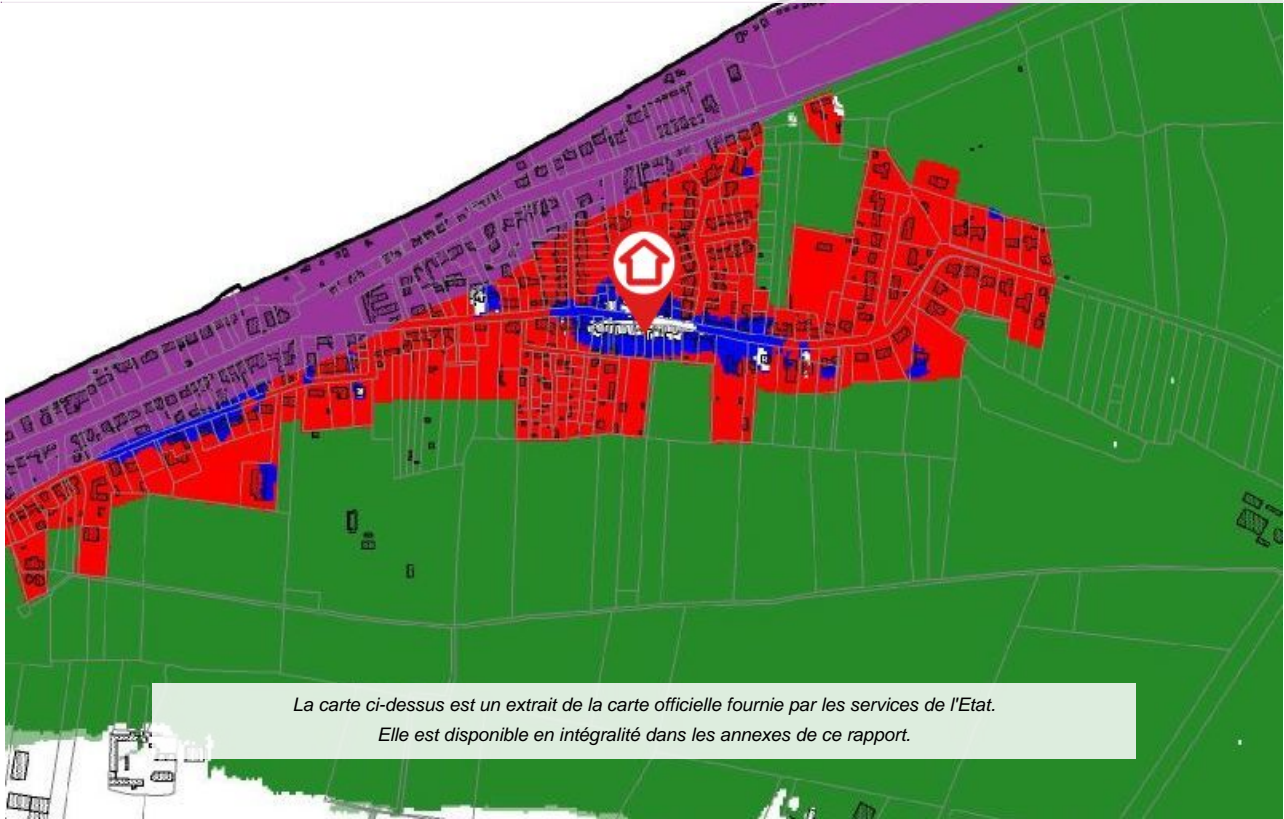 La carte ci-dessus est un extrait de la carte officielle fournie par les services de l'Etat.
Elle est disponible en intégralité dans les annexes de ce rapport.